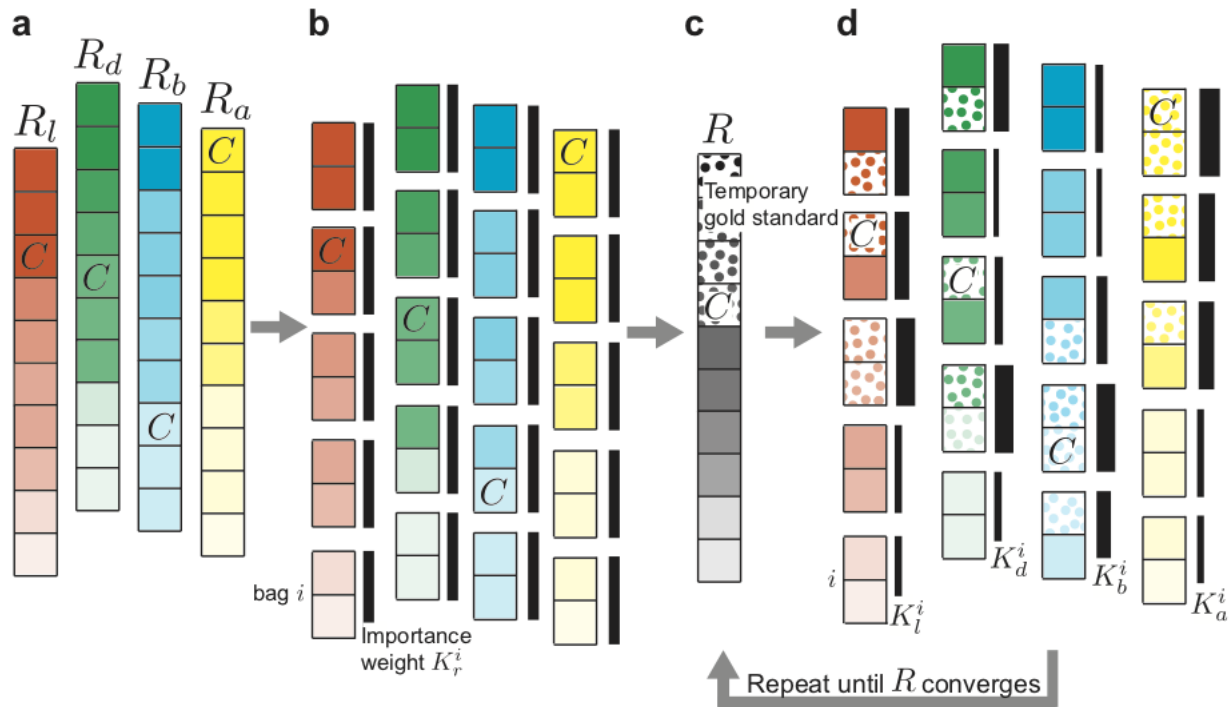 a
b
c
d
R_l
R_d
R_b
R_a
C
C
C
C
C
C
C
C
bag i
Importance
weight K_r^i
R
Temporary
gold standard
C
C
C
C
C
i
K_l^i
K_d^i
K_b^i
K_a^i
Repeat until R converges